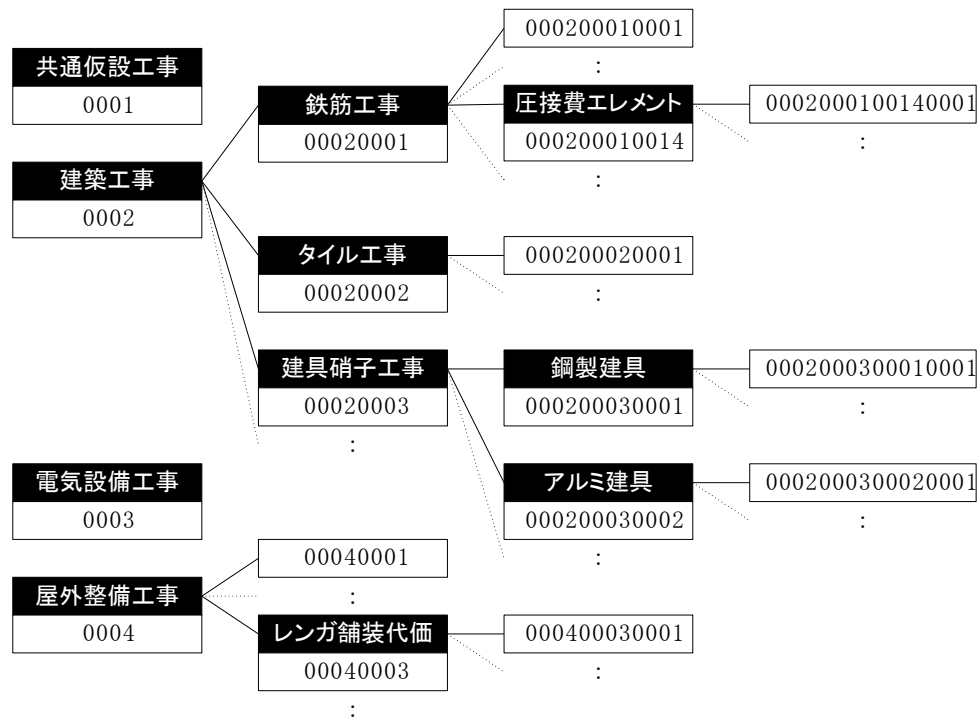 共通仮設工事
0001
建築工事
0002
鉄筋工事
00020001
000200010001
:
圧接費エレメント
000200010014
:
0002000100140001
:
タイル工事
00020002
000200020001
:
建具硝子工事
00020003
:
鋼製建具
000200030001
0002000300010001
:
アルミ建具
000200030002
:
0002000300020001
:
電気設備工事
0003
屋外整備工事
0004
00040001
:
レンガ舗装代価
00040003
:
000400030001
: